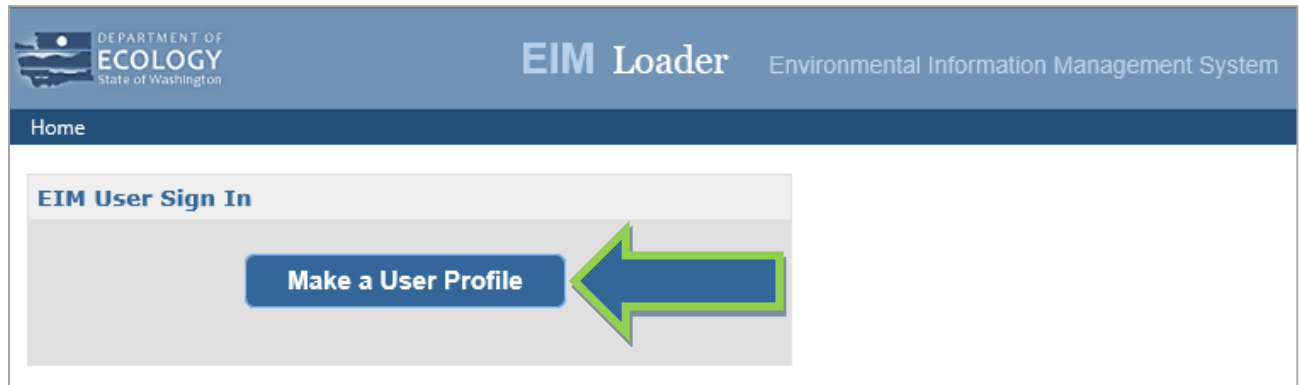 DEPARTMENT OF
ECOLOGY
State of Washington
EIM Loader Environmental Information Management System
Home
EIM User Sign In
Make a User Profile